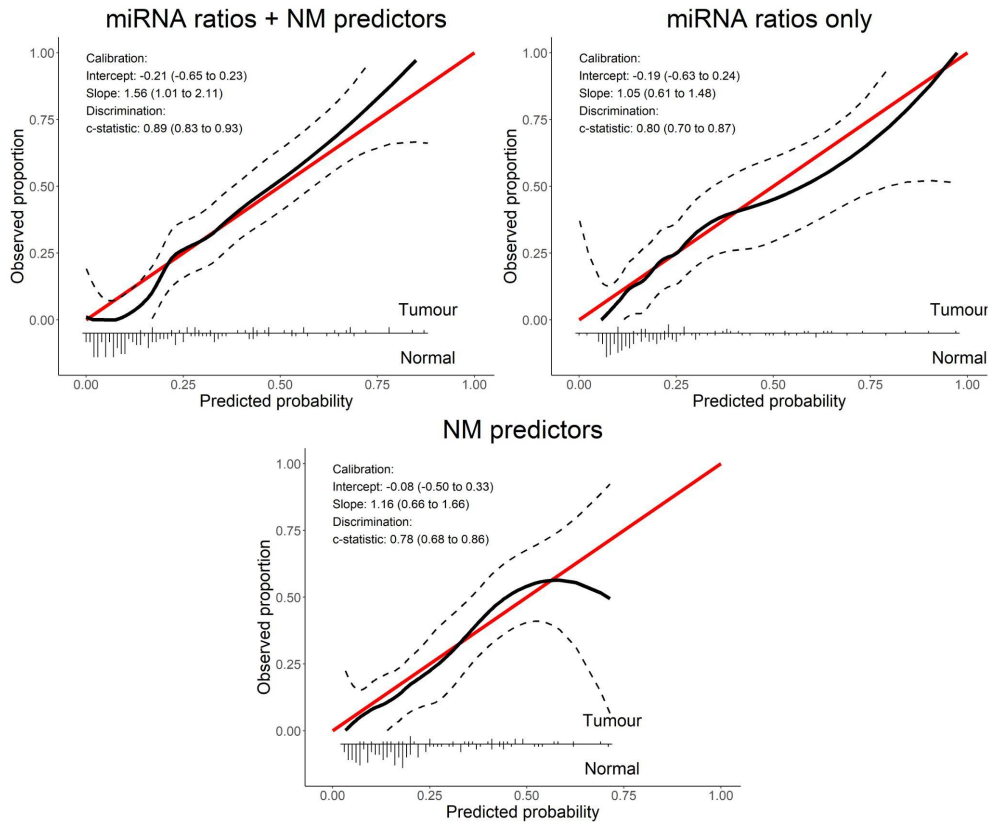 miRNA ratios + NM predictors
Calibration:
Intercept: -0.21 (-0.65 to 0.23)
Slope: 1.56 (1.01 to 2.11)
Discrimination:
c-statistic: 0.89 (0.83 to 0.93)
Observed proportion
1.00
0.75
0.50
0.25
0.00
Tumour
Normal
0.00 0.25 0.50 0.75 1.00
Predicted probability
miRNA ratios only
Calibration:
Intercept: -0.19 (-0.63 to 0.24)
Slope: 1.05 (0.61 to 1.48)
Discrimination:
c-statistic: 0.80 (0.70 to 0.87)
Observed proportion
1.00
0.75
0.50
0.25
0.00
Tumour
Normal
0.00 0.25 0.50 0.75 1.00
Predicted probability
NM predictors
Calibration:
Intercept: -0.08 (-0.50 to 0.33)
Slope: 1.16 (0.66 to 1.66)
Discrimination:
c-statistic: 0.78 (0.68 to 0.86)
Observed proportion
1.00
0.75
0.50
0.25
0.00
Tumour
Normal
0.00 0.25 0.50 0.75 1.00
Predicted probability